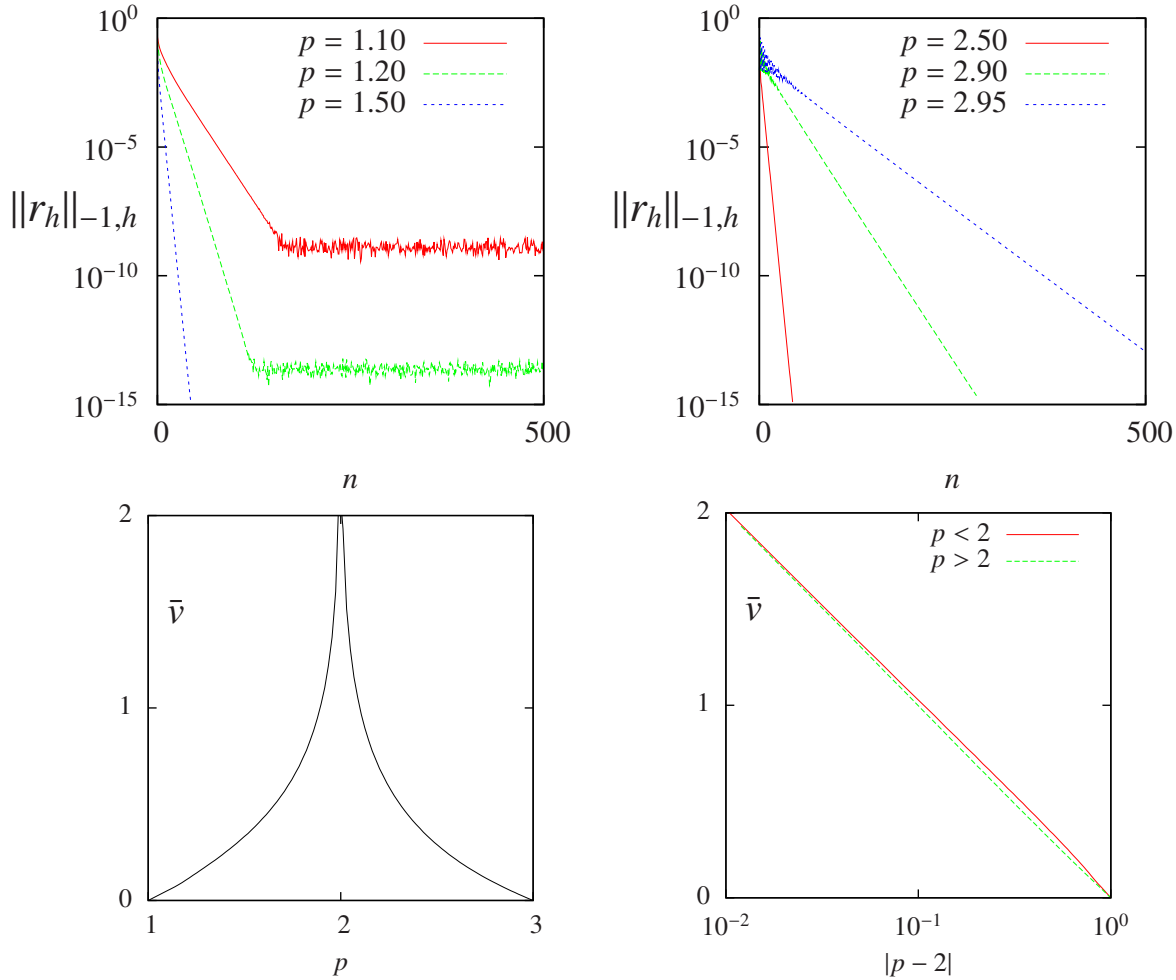 10^0
p = 1.10
p = 1.20
p = 1.50
10^-5
||r_h||_-1,h
10^-10
10^-15
0
500
n
10^0
p = 2.50
p = 2.90
p = 2.95
10^-5
||r_h||_-1,h
10^-10
10^-15
0
500
n
2
v̄
1
0
1
2
3
p
2
p < 2
p > 2
v̄
1
0
10^-2
10^-1
10^0
|p − 2|